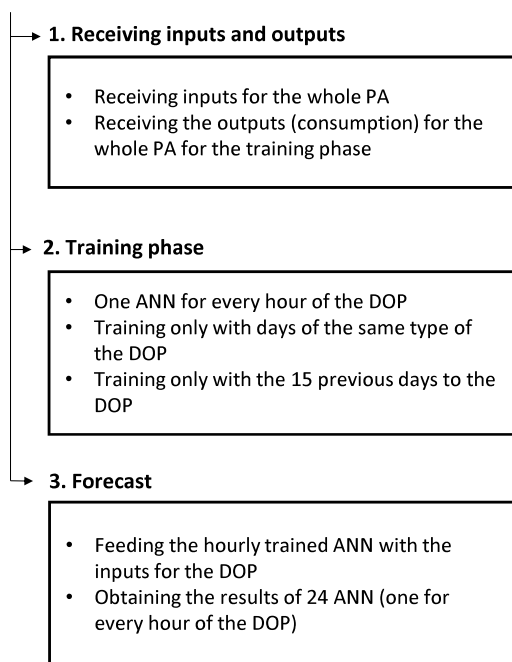 1. Receiving inputs and outputs
• Receiving inputs for the whole PA
• Receiving the outputs (consumption) for the
whole PA for the training phase
2. Training phase
• One ANN for every hour of the DOP
• Training only with days of the same type of
the DOP
• Training only with the 15 previous days to the
DOP
3. Forecast
• Feeding the hourly trained ANN with the
inputs for the DOP
• Obtaining the results of 24 ANN (one for
every hour of the DOP)